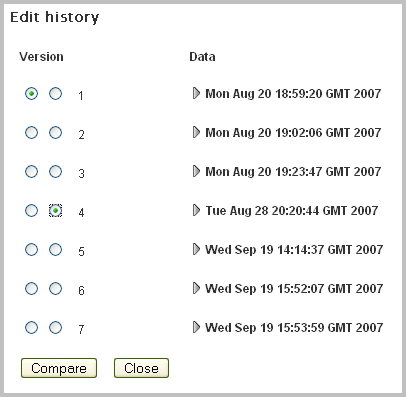 Edit history
Version Data
1 Mon Aug 20 18:59:20 GMT 2007
2 Mon Aug 20 19:02:06 GMT 2007
3 Mon Aug 20 19:23:47 GMT 2007
4 Tue Aug 28 20:20:44 GMT 2007
5 Wed Sep 19 14:14:37 GMT 2007
6 Wed Sep 19 15:52:07 GMT 2007
7 Wed Sep 19 15:53:59 GMT 2007
Compare Close